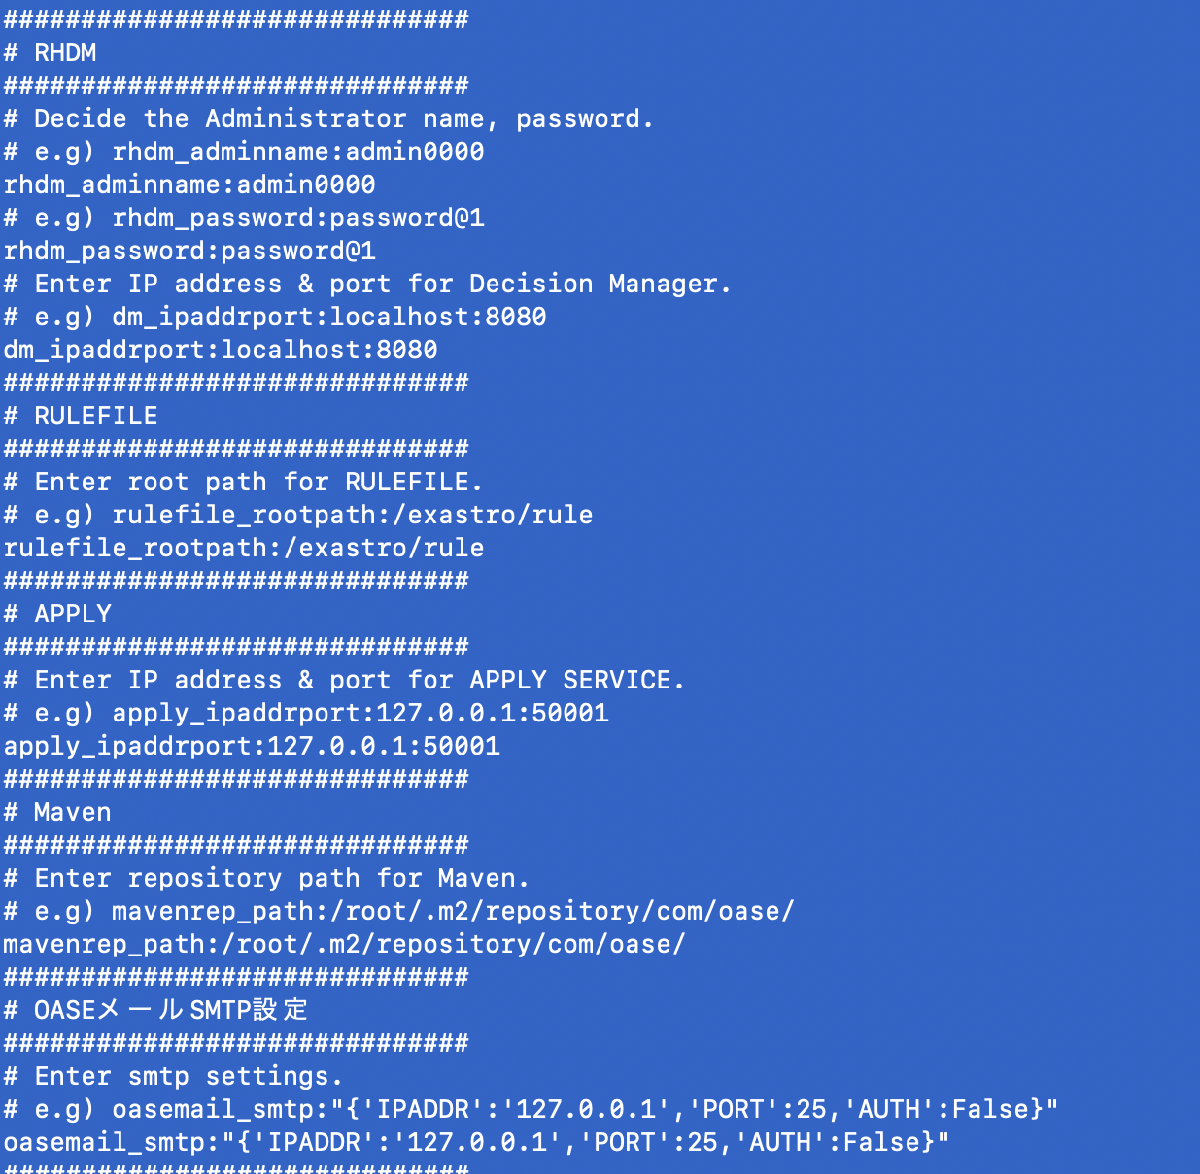 ##############################
# RHDM
##############################
# Decide the Administrator name, password.
# e.g) rhdm_adminname:admin0000
rhdm_adminname:admin0000
# e.g) rhdm_password:password@1
rhdm_password:password@1
# Enter IP address & port for Decision Manager.
# e.g) dm_ipaddrport:localhost:8080
dm_ipaddrport:localhost:8080
##############################
# RULEFILE
##############################
# Enter root path for RULEFILE.
# e.g) rulefile_rootpath:/exastro/rule
rulefile_rootpath:/exastro/rule
##############################
# APPLY
##############################
# Enter IP address & port for APPLY SERVICE.
# e.g) apply_ipaddrport:127.0.0.1:50001
apply_ipaddrport:127.0.0.1:50001
##############################
# Maven
##############################
# Enter repository path for Maven.
# e.g) mavenrep_path:/root/.m2/repository/com/oase/
mavenrep_path:/root/.m2/repository/com/oase/
##############################
# OASEメールSMTP設定
##############################
# Enter smtp settings.
# e.g) oasemail_smtp:"{'IPADDR':'127.0.0.1','PORT':25,'AUTH':False}"
oasemail_smtp:"{'IPADDR':'127.0.0.1','PORT':25,'AUTH':False}"
##############################